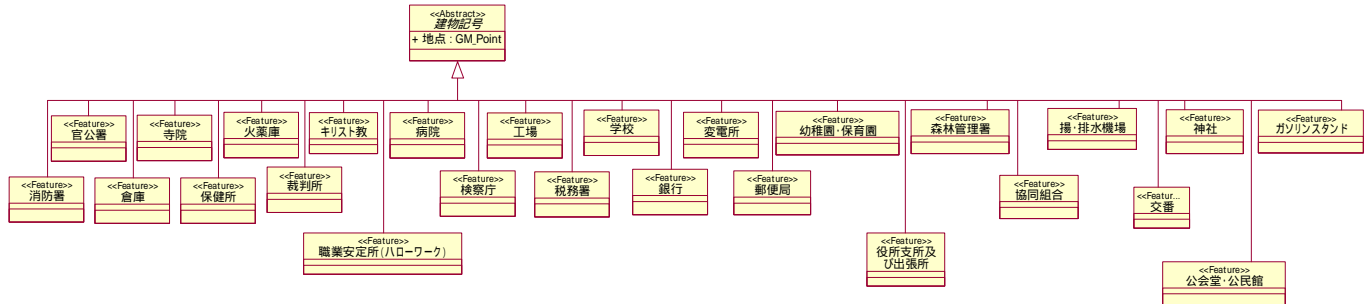 <<Abstract>>
建物記号
+ 地点 : GM_Point
<<Feature>>
官公署
<<Feature>>
寺院
<<Feature>>
火薬庫
<<Feature>>
キリスト教
<<Feature>>
病院
<<Feature>>
工場
<<Feature>>
学校
<<Feature>>
変電所
<<Feature>>
幼稚園・保育園
<<Feature>>
森林管理署
<<Feature>>
揚・排水機場
<<Feature>>
神社
<<Feature>>
ガソリンスタンド
<<Feature>>
消防署
<<Feature>>
倉庫
<<Feature>>
保健所
<<Feature>>
裁判所
<<Feature>>
検察庁
<<Feature>>
税務署
<<Feature>>
銀行
<<Feature>>
郵便局
<<Feature>>
協同組合
<<Featur...
交番
<<Feature>>
職業安定所(ハローワーク)
<<Feature>>
役所支所及
び出張所
<<Feature>>
公会堂・公民館